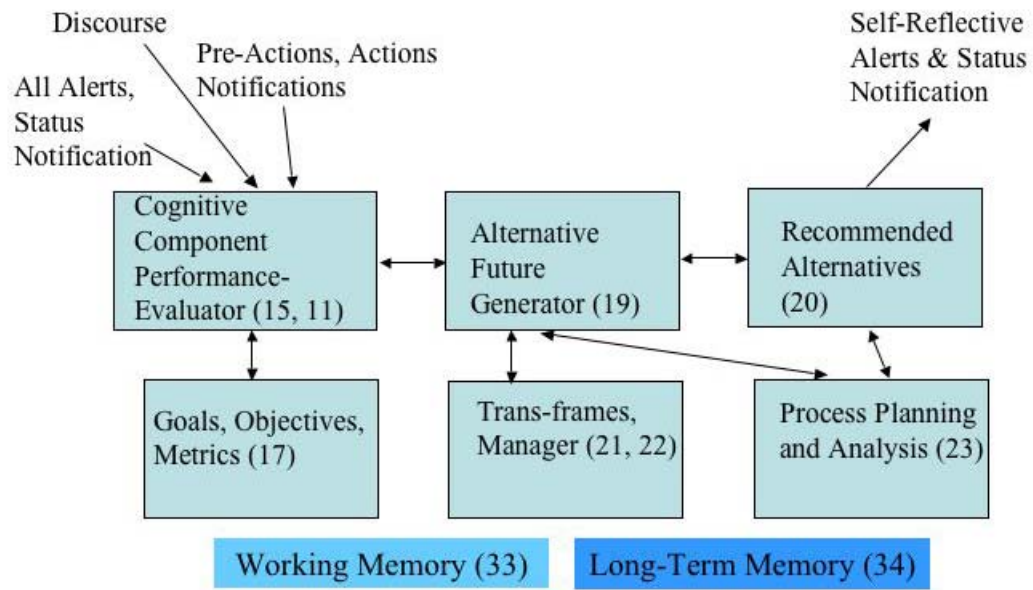 Discourse
Pre-Actions, Actions
Notifications
All Alerts,
Status
Notification
Self-Reflective
Alerts & Status
Notification
Cognitive
Component
Performance-
Evaluator (15, 11)
Alternative
Future
Generator (19)
Recommended
Alternatives
(20)
Goals, Objectives,
Metrics (17)
Trans-frames,
Manager (21, 22)
Process Planning
and Analysis (23)
Working Memory (33)
Long-Term Memory (34)